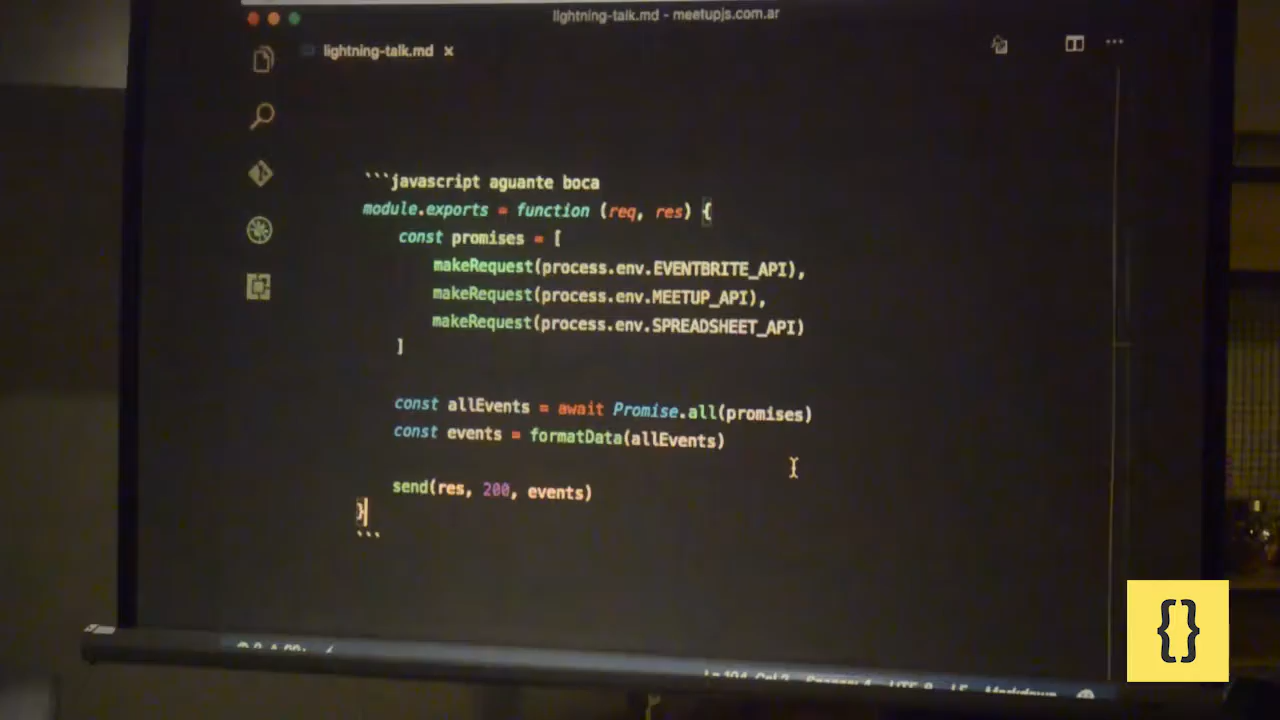 lightning-talk.md - meetupjs.com.ar
lightning-talk.md ×
```javascript aguante boca
module.exports = function (req, res) {
const promises = [
makeRequest(process.env.EVENTBRITE_API),
makeRequest(process.env.MEETUP_API),
makeRequest(process.env.SPREADSHEET_API)
]
const allEvents = await Promise.all(promises)
const events = formatData(allEvents)
send(res, 200, events)
}
```
{}